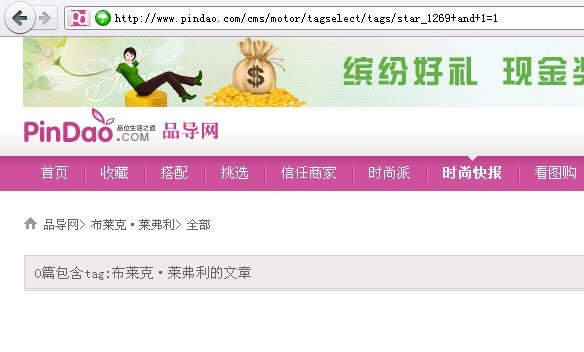 http://www.pindao.com/cms/motor/tagselect/tags/star_1269+and+1=1
缤纷好礼 现金奖
PinDao .COM 品位生活之道 品导网
首页 收藏 搭配 挑选 信任商家 时尚派 时尚快报 看图购
品导网> 布莱克·莱弗利> 全部
0篇包含tag:布莱克·莱弗利的文章